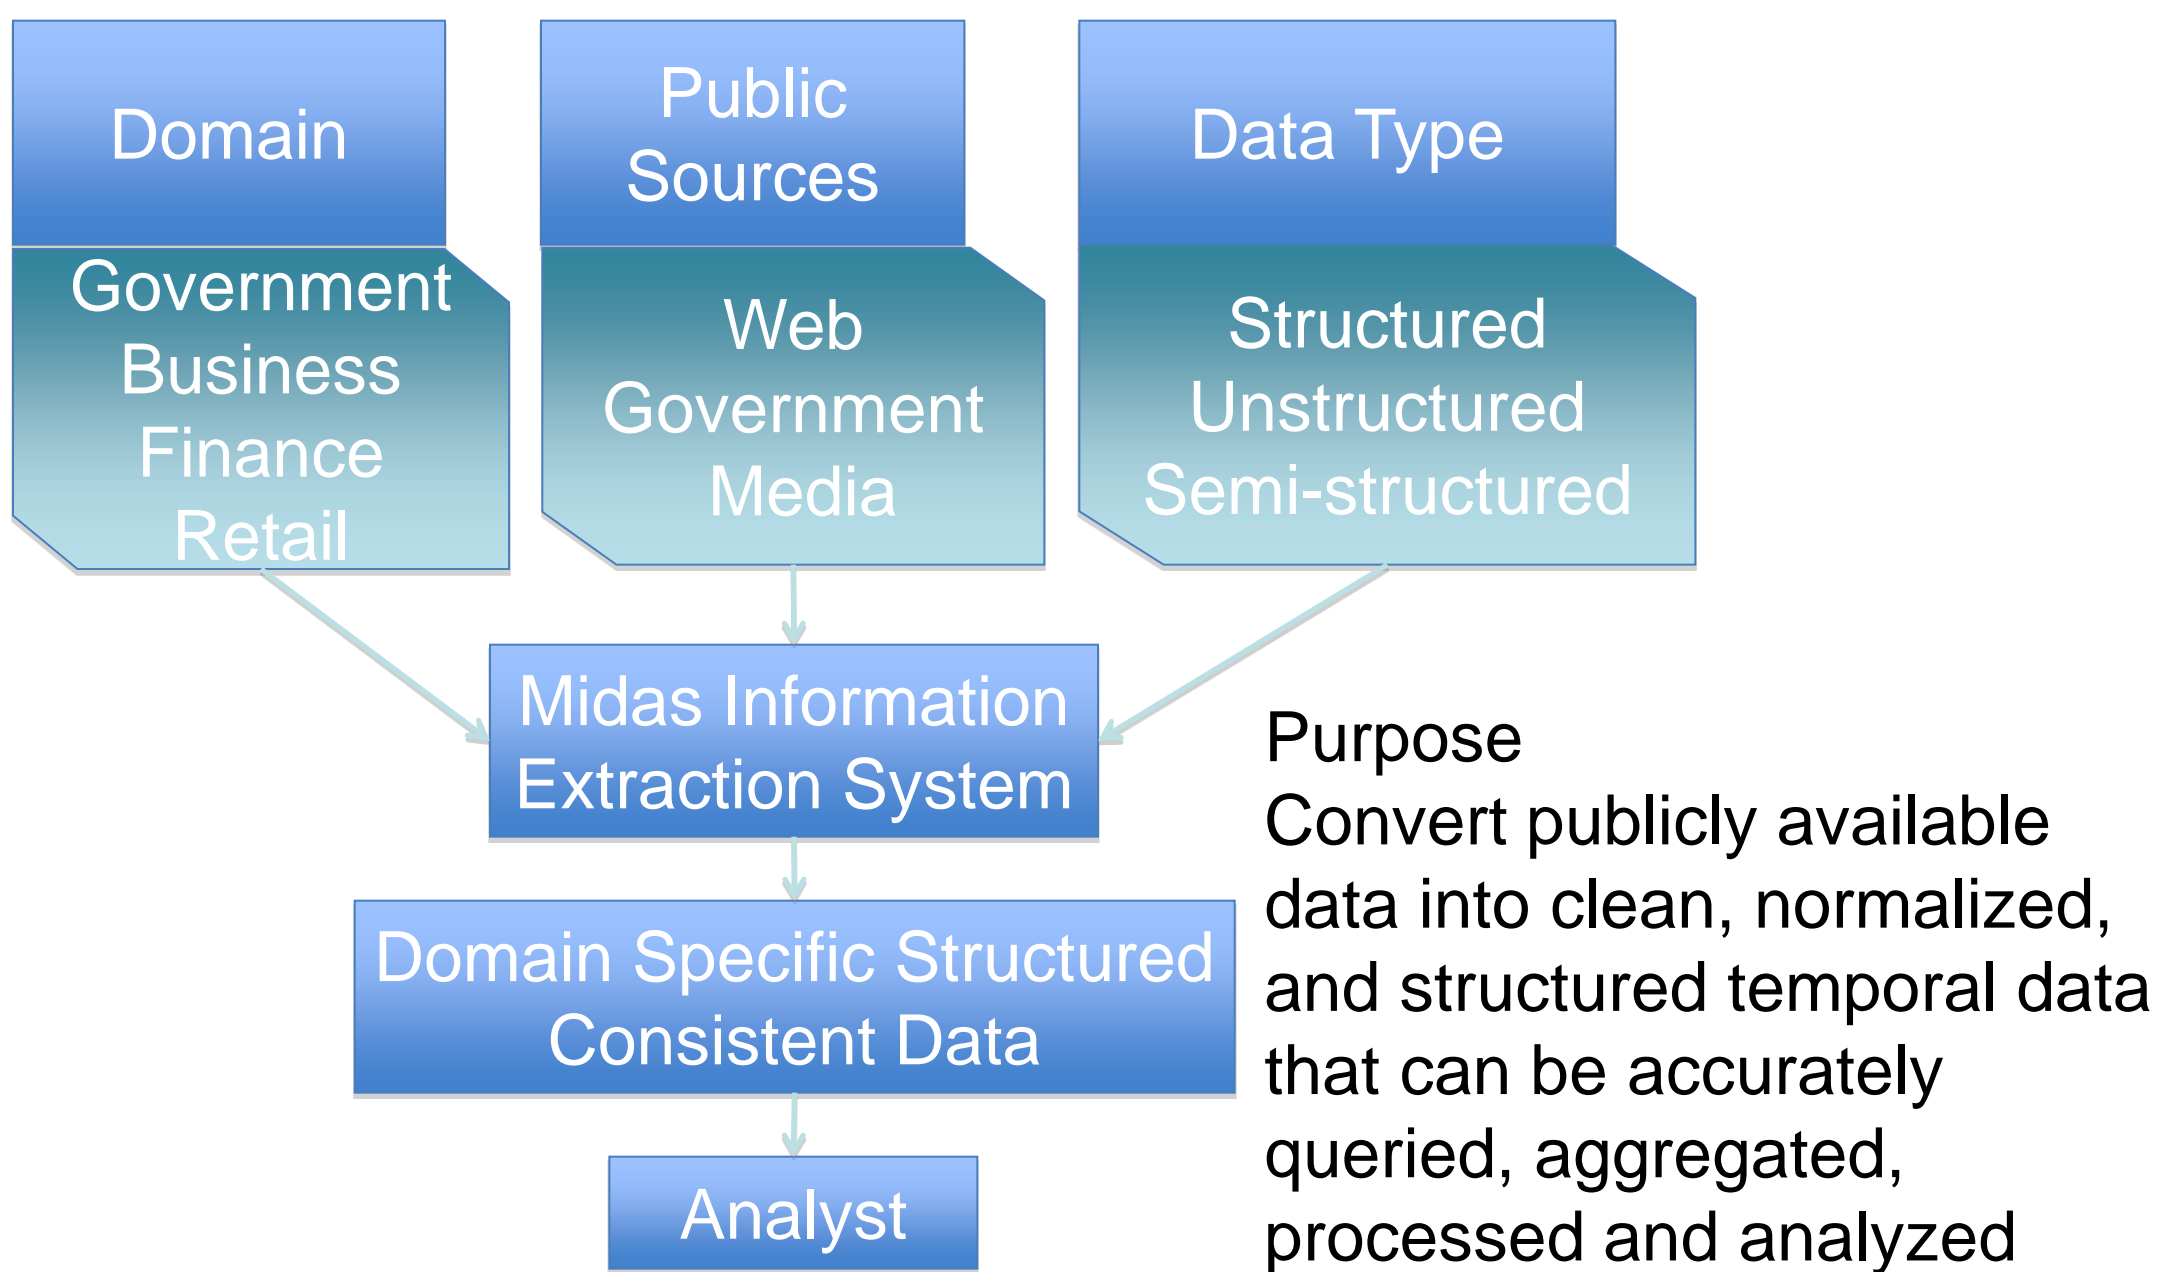 Domain
Government
Business
Finance
Retail
Public
Sources
Web
Government
Media
Data Type
Structured
Unstructured
Semi-structured
Midas Information
Extraction System
Domain Specific Structured
Consistent Data
Analyst
Purpose
Convert publicly available
data into clean, normalized,
and structured temporal data
that can be accurately
queried, aggregated,
processed and analyzed